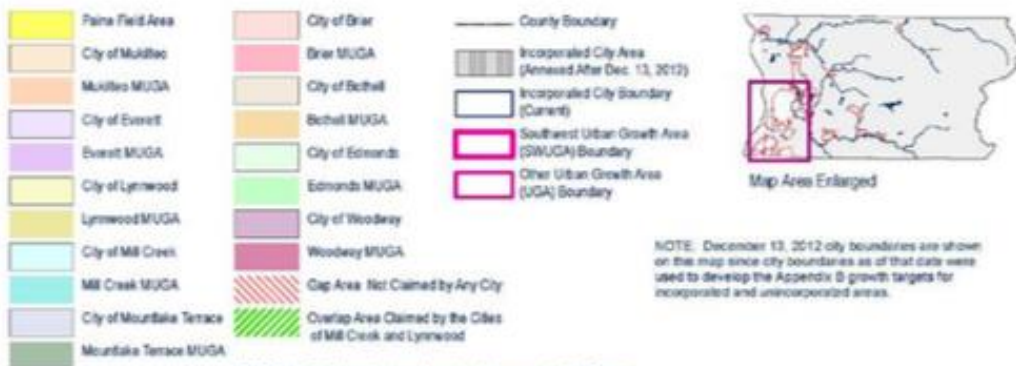 Paine Field Area
City of Mukilteo
Mukilteo MUGA
City of Everett
Everett MUGA
City of Lynnwood
Lynnwood MUGA
City of Mill Creek
Mill Creek MUGA
City of Mountlake Terrace
Mountlake Terrace MUGA
City of Brier
Brier MUGA
City of Bothell
Bothell MUGA
City of Edmonds
Edmonds MUGA
City of Woodway
Woodway MUGA
Gap Area Not Claimed by Any City
Overlap Area Claimed by the Cities
of Mill Creek and Lynnwood
County Boundary
Incorporated City Area
(Annexed After Dec. 13, 2012)
Incorporated City Boundary
(Current)
Southwest Urban Growth Area
(SWUGA) Boundary
Other Urban Growth Area
(UGA) Boundary
Map Area Enlarged
NOTE: December 13, 2012 city boundaries are shown
on this map since city boundaries as of that date were
used to develop the Appendix B growth targets for
incorporated and unincorporated areas.